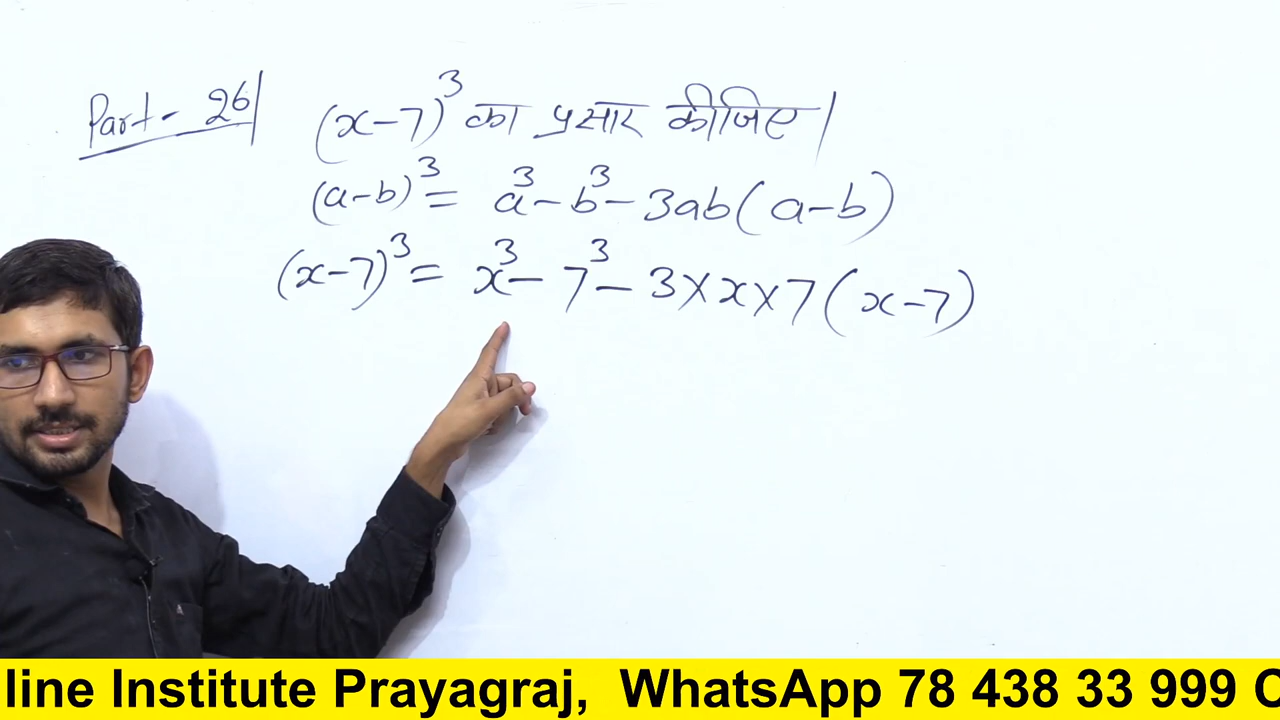 Part - 26
(x-7)³ का प्रसार कीजिए।
(a-b)³ = a³ - b³ - 3ab(a-b)
(x-7)³ = x³ - 7³ - 3×x×7(x-7)
line Institute Prayagraj, WhatsApp 78 438 33 999